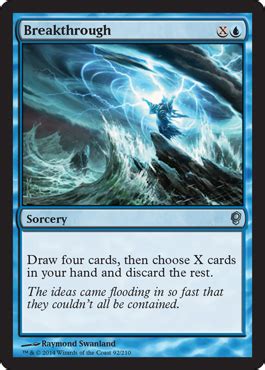 Breakthrough X
Sorcery
Draw four cards, then choose X cards
in your hand and discard the rest.
The ideas came flooding in so fast that
they couldn't all be contained.
Raymond Swanland
™ & © 2014 Wizards of the Coast 92/210